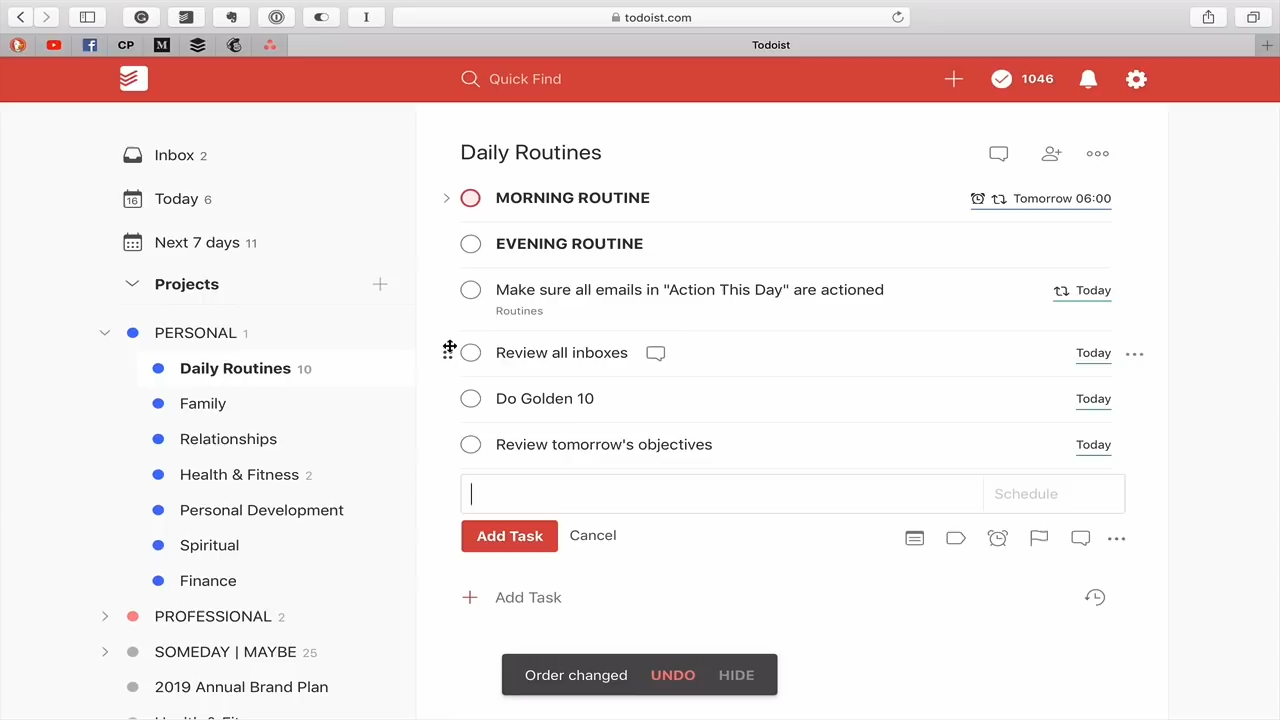 todoist.com
CP
M
Todoist
Quick Find
1046
Inbox 2
16
Today 6
Next 7 days 11
Projects
PERSONAL 1
Daily Routines 10
Family
Relationships
Health & Fitness 2
Personal Development
Spiritual
Finance
PROFESSIONAL 2
SOMEDAY | MAYBE 25
2019 Annual Brand Plan
Daily Routines
MORNING ROUTINE
Tomorrow 06:00
EVENING ROUTINE
Make sure all emails in "Action This Day" are actioned
Today
Routines
Review all inboxes
Today
Do Golden 10
Today
Review tomorrow's objectives
Today
Schedule
Add Task
Cancel
Add Task
Order changed UNDO HIDE